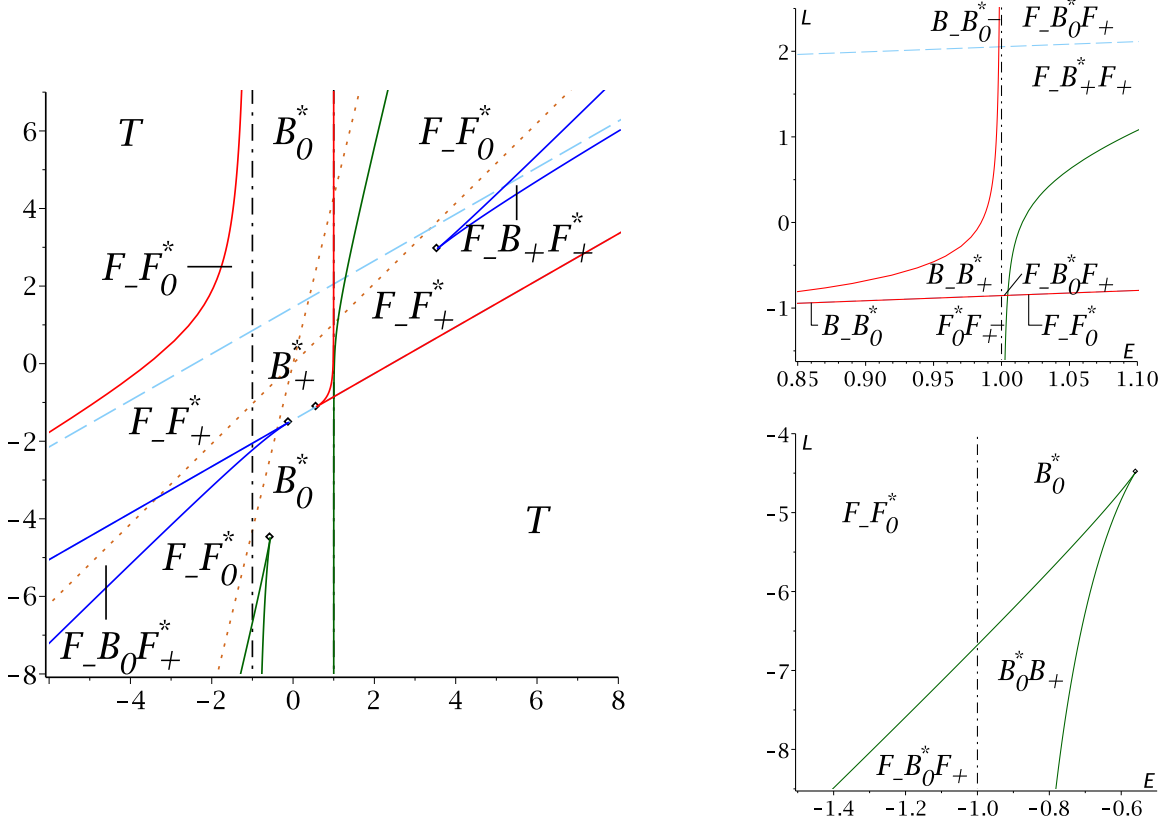 6
4
2
0
−2
−4
−6
−8
−4
−2
0
2
4
6
8
T
B*0
F_F*0
F_F*0
F_B+F*+
F_F*+
B*+
F_F*+
B*0
F_F*0
T
F_B0F*+
L
2
1
0
−1
B_B*0
F_B*0F+
F_B*+F+
B_B*+
F_B*0F+
B_B*0
F*0F+
F_F*0
E
0.85
0.90
0.95
1.00
1.05
1.10
−4
L
−5
−6
−7
−8
B*0
F_F*0
B*0B+
F_B*0F+
E
−1.4
−1.2
−1.0
−0.8
−0.6